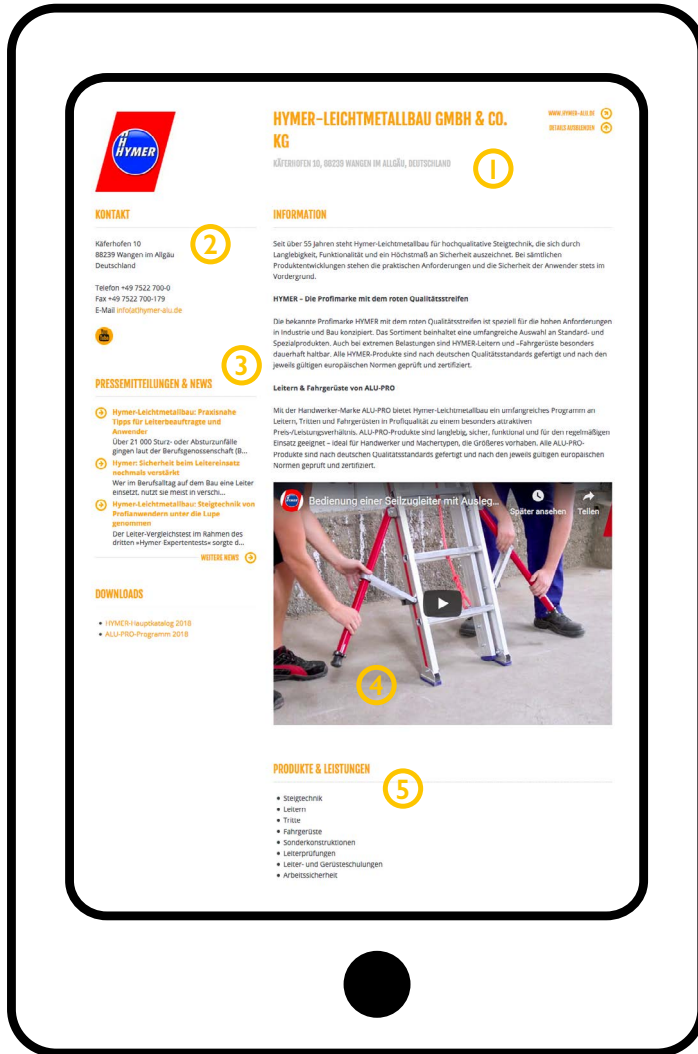 H
H
HYMER
HYMER-LEICHTMETALLBAU GMBH & CO.
KG
KÄFERHOFEN 10, 88239 WANGEN IM ALLGÄU, DEUTSCHLAND
WWW.HYMER-ALU.DE
DETAILS AUSBLENDEN
1
KONTAKT
2
Käferhofen 10
88239 Wangen im Allgäu
Deutschland
Telefon +49 7522 700-0
Fax +49 7522 700-179
E-Mail info(at)hymer-alu.de
You
Tube
3
PRESSEMITTEILUNGEN & NEWS
Hymer-Leichtmetallbau: Praxisnahe
Tipps für Leiterbeauftragte und
Anwender
Über 21 000 Sturz- oder Absturzunfälle
gingen laut der Berufsgenossenschaft (B...
Hymer: Sicherheit beim Leitereinsatz
nochmals verstärkt
Wer im Berufsalltag auf dem Bau eine Leiter
einsetzt, nutzt sie meist in verschi...
Hymer-Leichtmetallbau: Steigtechnik von
Profianwendern unter die Lupe
genommen
Der Leiter-Vergleichstest im Rahmen des
dritten »Hymer Expertentests« sorgte d...
WEITERE NEWS
DOWNLOADS
HYMER-Hauptkatalog 2018
ALU-PRO-Programm 2018
INFORMATION
Seit über 55 Jahren steht Hymer-Leichtmetallbau für hochqualitative Steigtechnik, die sich durch
Langlebigkeit, Funktionalität und ein Höchstmaß an Sicherheit auszeichnet. Bei sämtlichen
Produktentwicklungen stehen die praktischen Anforderungen und die Sicherheit der Anwender stets im
Vordergrund.
HYMER – Die Profimarke mit dem roten Qualitätsstreifen
Die bekannte Profimarke HYMER mit dem roten Qualitätsstreifen ist speziell für die hohen Anforderungen
in Industrie und Bau konzipiert. Das Sortiment beinhaltet eine umfangreiche Auswahl an Standard- und
Spezialprodukten. Auch bei extremen Belastungen sind HYMER-Leitern und –Fahrgerüste besonders
dauerhaft haltbar. Alle HYMER-Produkte sind nach deutschen Qualitätsstandards gefertigt und nach den
jeweils gültigen europäischen Normen geprüft und zertifiziert.
Leitern & Fahrgerüste von ALU-PRO
Mit der Handwerker-Marke ALU-PRO bietet Hymer-Leichtmetallbau ein umfangreiches Programm an
Leitern, Tritten und Fahrgerüsten in Profiqualität zu einem besonders attraktiven
Preis-/Leistungsverhältnis. ALU-PRO-Produkte sind langlebig, sicher, funktional und für den regelmäßigen
Einsatz geeignet – ideal für Handwerker und Machertypen, die Größeres vorhaben. Alle ALU-PRO-
Produkte sind nach deutschen Qualitätsstandards gefertigt und nach den jeweils gültigen europäischen
Normen geprüft und zertifiziert.
HYMER
Bedienung einer Seilzugleiter mit Ausleg...
Später ansehen
Teilen
4
PRODUKTE & LEISTUNGEN
5
Steigtechnik
Leitern
Tritte
Fahrgerüste
Sonderkonstruktionen
Leiterprüfungen
Leiter- und Gerüsteschulungen
Arbeitssicherheit